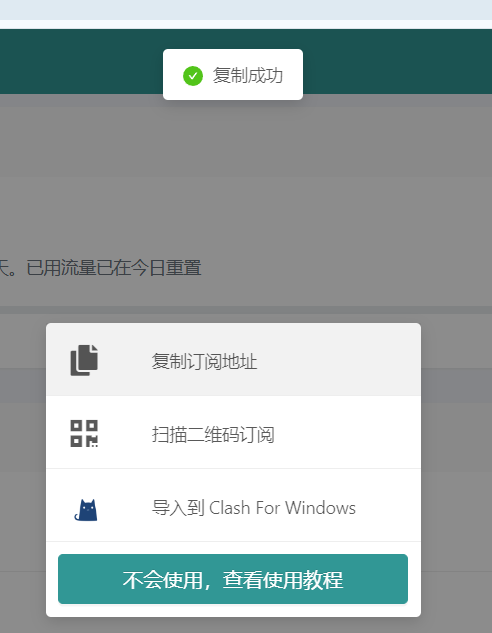 复制成功
天。已用流量已在今日重置
复制订阅地址
扫描二维码订阅
导入到 Clash For Windows
不会使用，查看使用教程